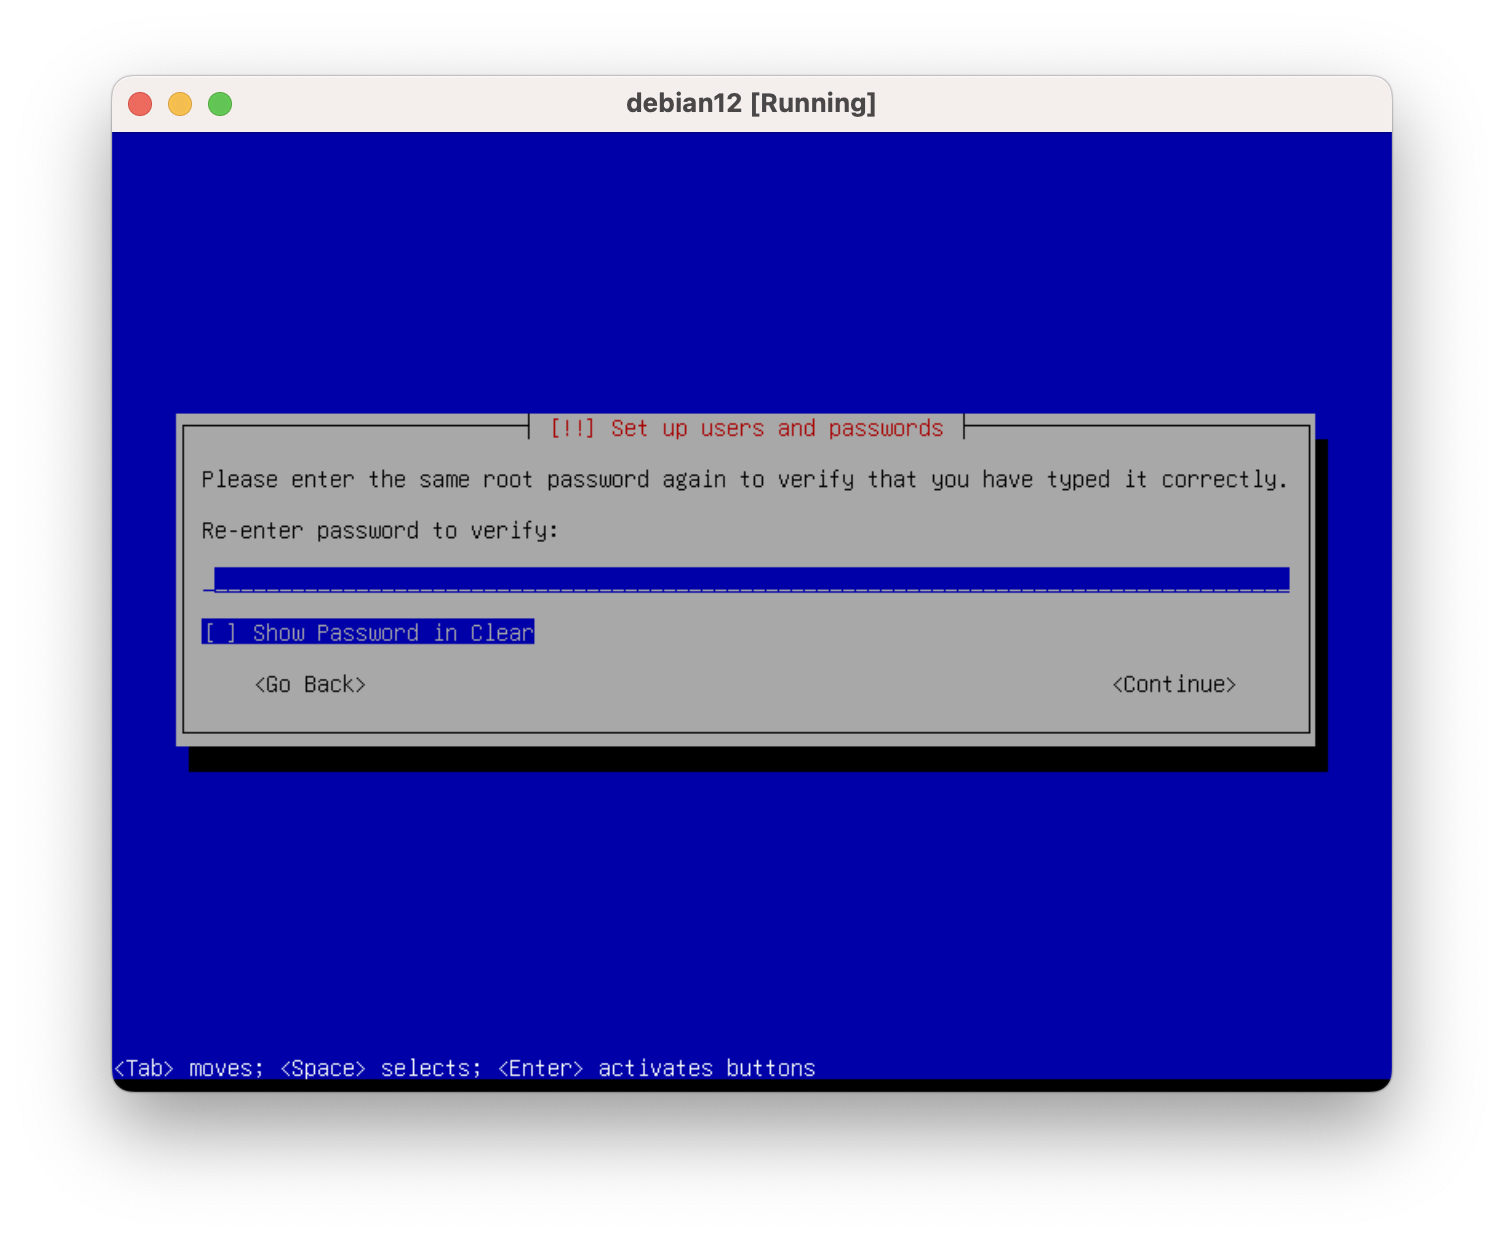 debian12 [Running]
[!!] Set up users and passwords
Please enter the same root password again to verify that you have typed it correctly.
Re-enter password to verify:
[ ] Show Password in Clear
<Go Back> <Continue>
<Tab> moves; <Space> selects; <Enter> activates buttons